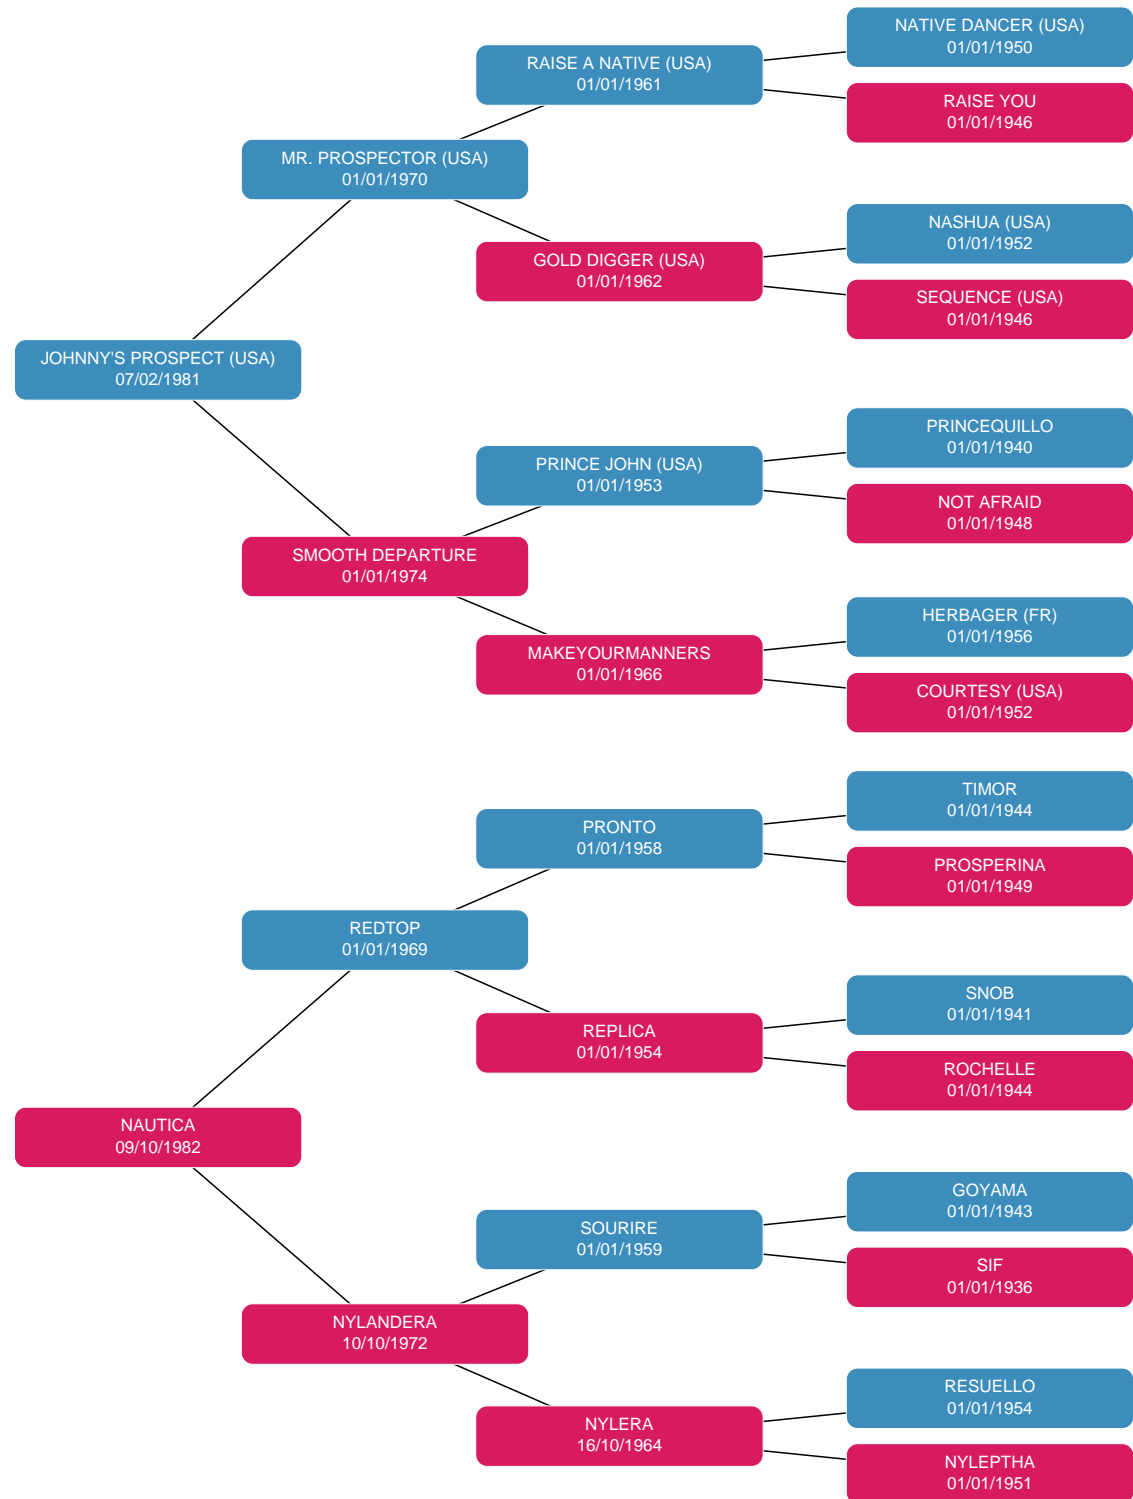 NATIVE DANCER (USA)
01/01/1950
RAISE A NATIVE (USA)
01/01/1961
RAISE YOU
01/01/1946
MR. PROSPECTOR (USA)
01/01/1970
NASHUA (USA)
01/01/1952
GOLD DIGGER (USA)
01/01/1962
SEQUENCE (USA)
01/01/1946
JOHNNY'S PROSPECT (USA)
07/02/1981
PRINCEQUILLO
01/01/1940
PRINCE JOHN (USA)
01/01/1953
NOT AFRAID
01/01/1948
SMOOTH DEPARTURE
01/01/1974
HERBAGER (FR)
01/01/1956
MAKEYOURMANNERS
01/01/1966
COURTESY (USA)
01/01/1952
TIMOR
01/01/1944
PRONTO
01/01/1958
PROSPERINA
01/01/1949
REDTOP
01/01/1969
SNOB
01/01/1941
REPLICA
01/01/1954
ROCHELLE
01/01/1944
NAUTICA
09/10/1982
GOYAMA
01/01/1943
SOURIRE
01/01/1959
SIF
01/01/1936
NYLANDERA
10/10/1972
RESUELLO
01/01/1954
NYLERA
16/10/1964
NYLEPTHA
01/01/1951